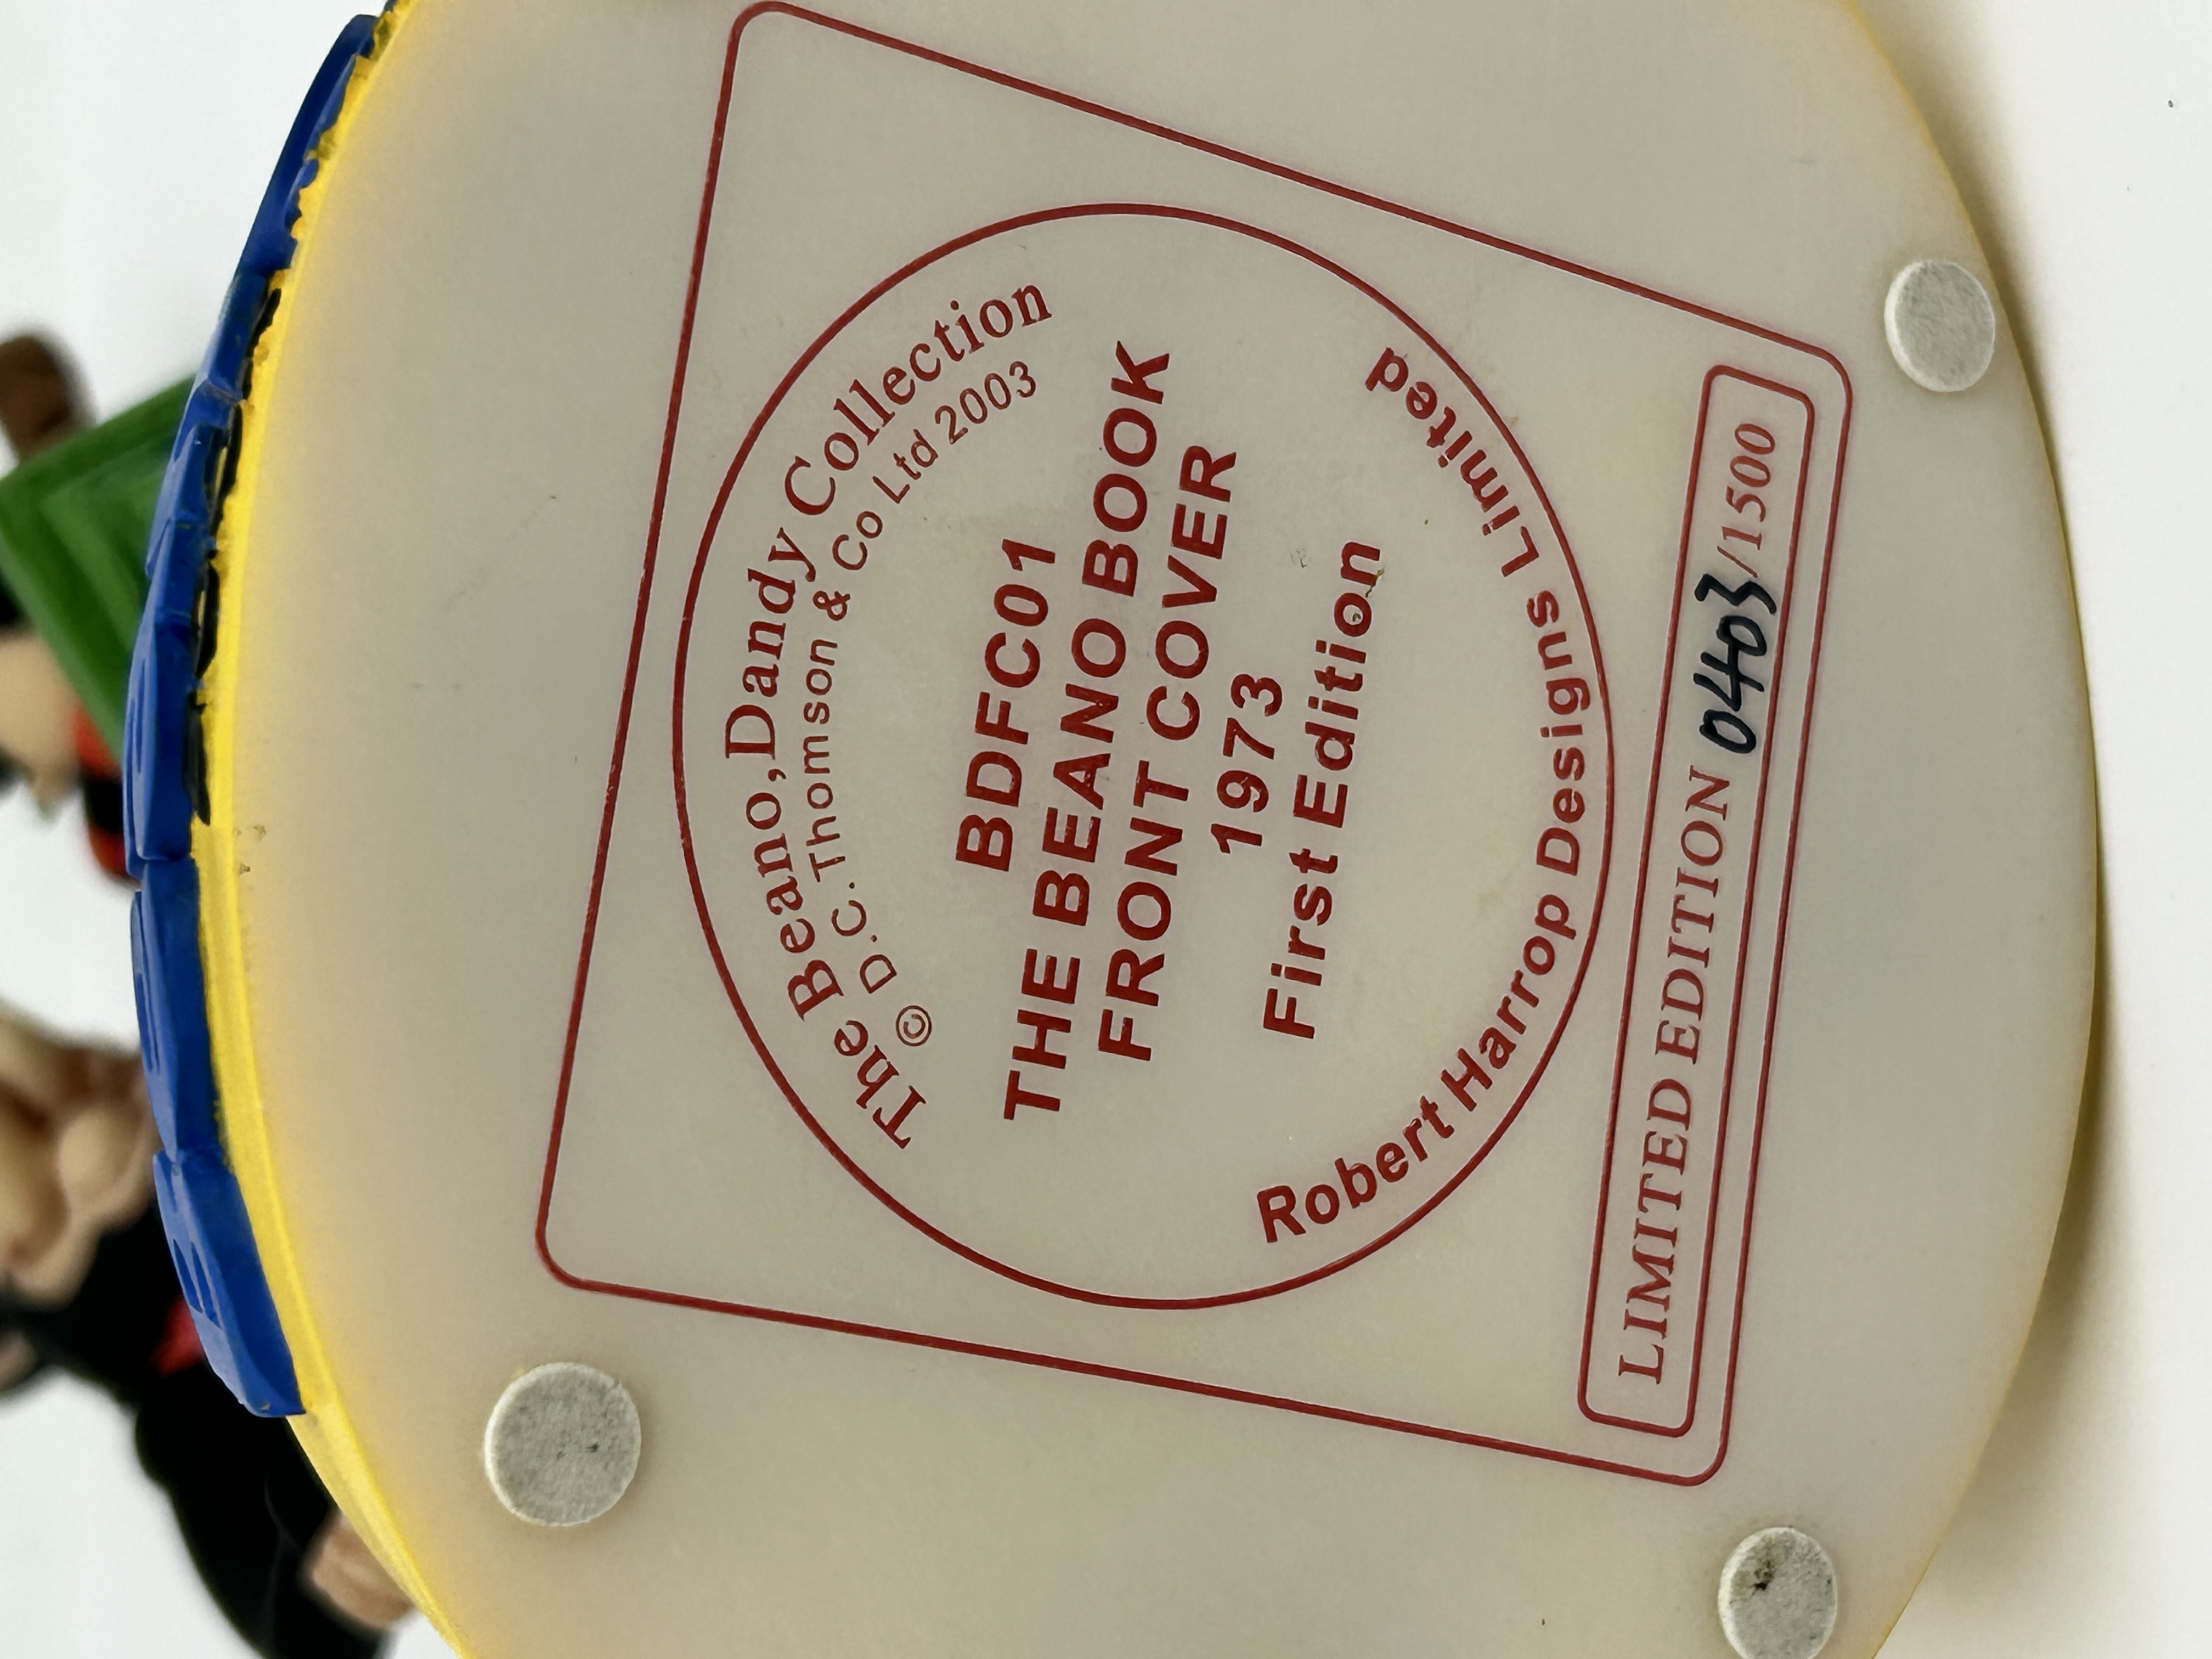 The Beano,Dandy Collection
© D.C.Thomson & Co Ltd 2003
BDFC01
THE BEANO BOOK
FRONT COVER
1973
First Edition
Robert Harrop Designs Limited
LIMITED EDITION 0403/1500